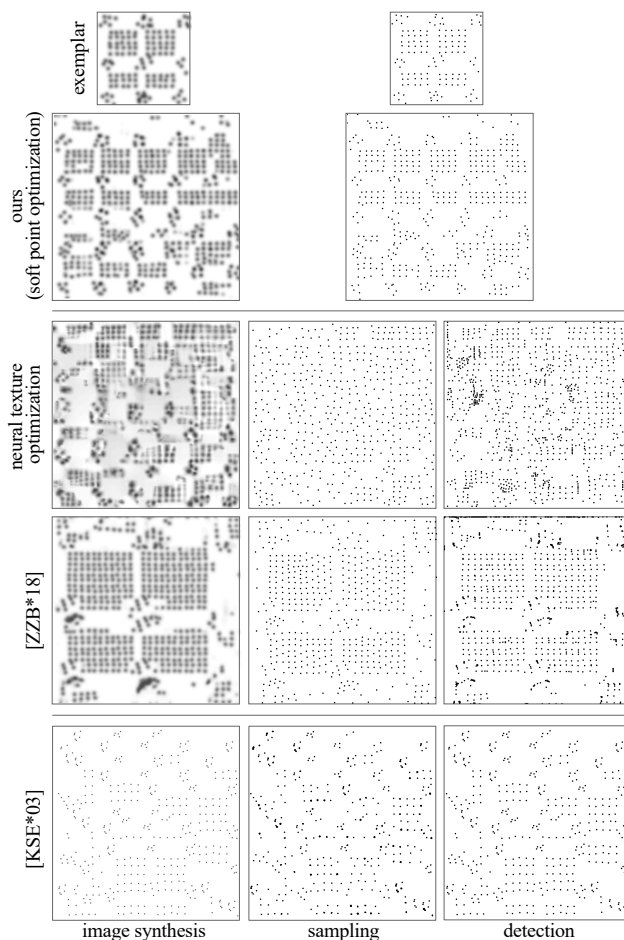 exemplar
ours
(soft point optimization)
neural texture
optimization
[ZZB*18]
[KSE*03]
image synthesis
sampling
detection